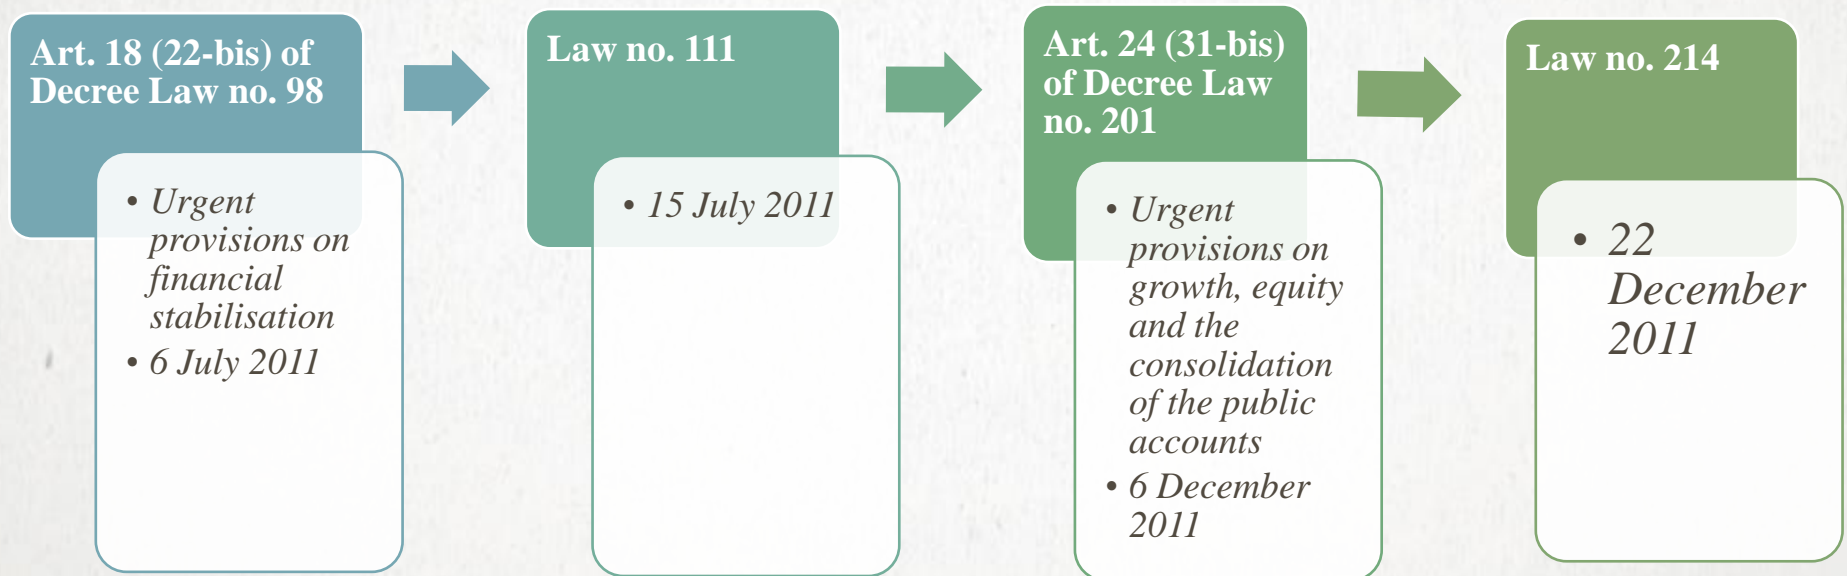 Art. 18 (22-bis) of
Decree Law no. 98
• Urgent
provisions on
financial
stabilisation
• 6 July 2011
Law no. 111
• 15 July 2011
Art. 24 (31-bis)
of Decree Law
no. 201
• Urgent
provisions on
growth, equity
and the
consolidation
of the public
accounts
• 6 December
2011
Law no. 214
• 22
December
2011